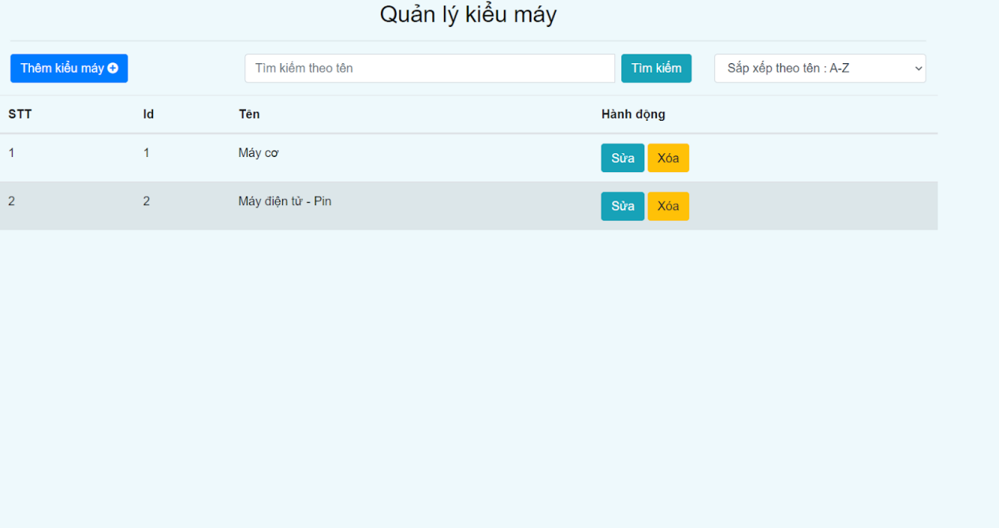 Quản lý kiểu máy
Thêm kiểu máy Tìm kiếm theo tên Tìm kiếm Sắp xếp theo tên : A-Z
STT Id Tên Hành động
1 1 Máy cơ Sửa Xóa
2 2 Máy điện tử - Pin Sửa Xóa